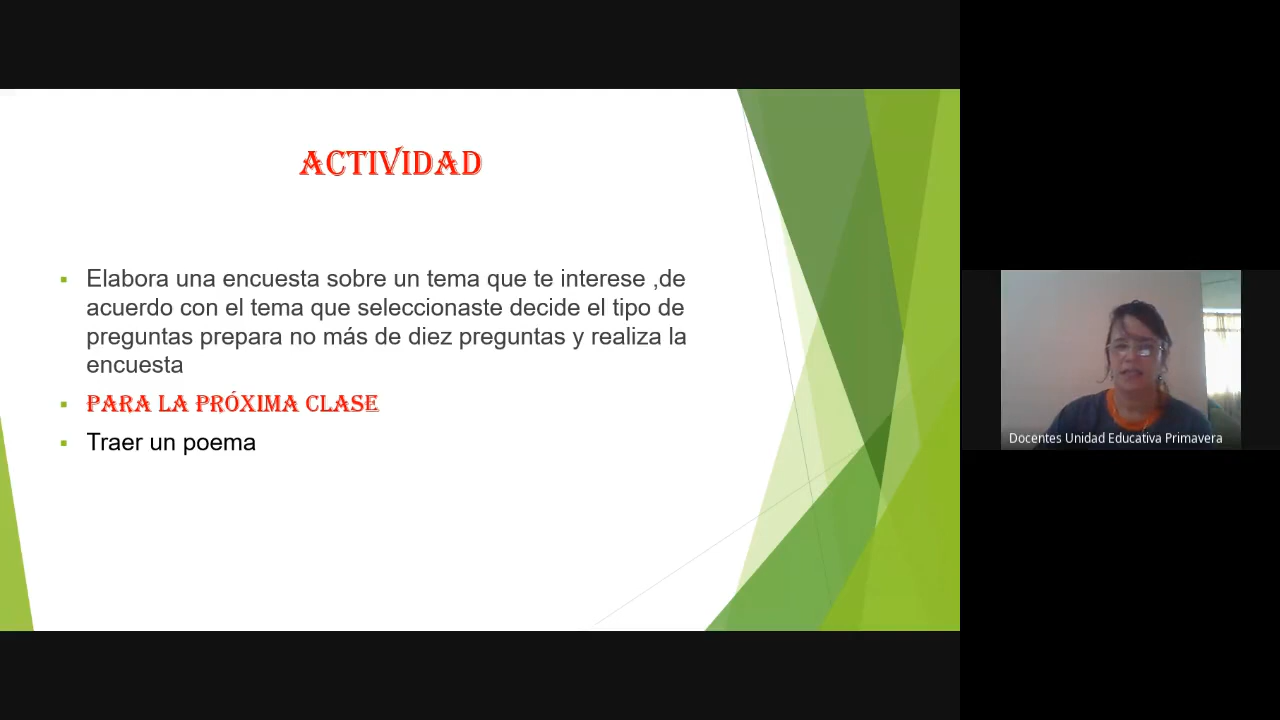 ACTIVIDAD
Elabora una encuesta sobre un tema que te interese ,de
acuerdo con el tema que seleccionaste decide el tipo de
preguntas prepara no más de diez preguntas y realiza la
encuesta
PARA LA PRÓXIMA CLASE
Traer un poema
Docentes Unidad Educativa Primavera